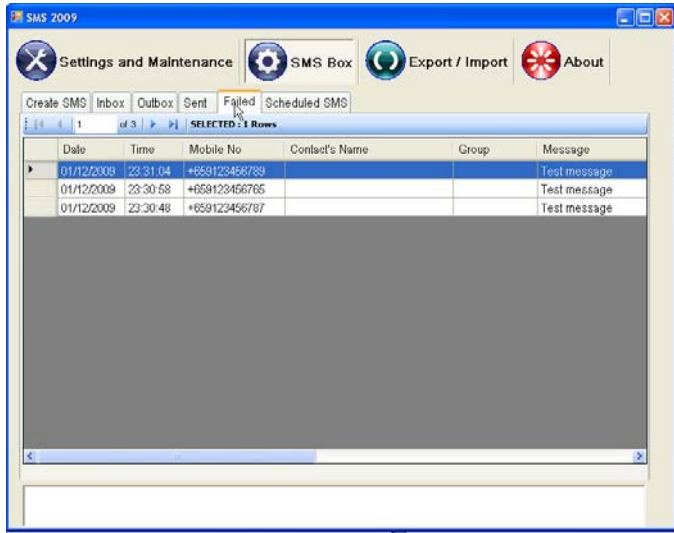 SMS 2009
Settings and Maintenance SMS Box Export / Import About
Create SMS Inbox Outbox Sent Failed Scheduled SMS
1 of 3 SELECTED : 1 Rows
Date Time Mobile No Contact's Name Group Message
01/12/2009 23:31:04 +659123456789 Test message
01/12/2009 23:30:58 +659123456765 Test message
01/12/2009 23:30:48 +659123456787 Test message